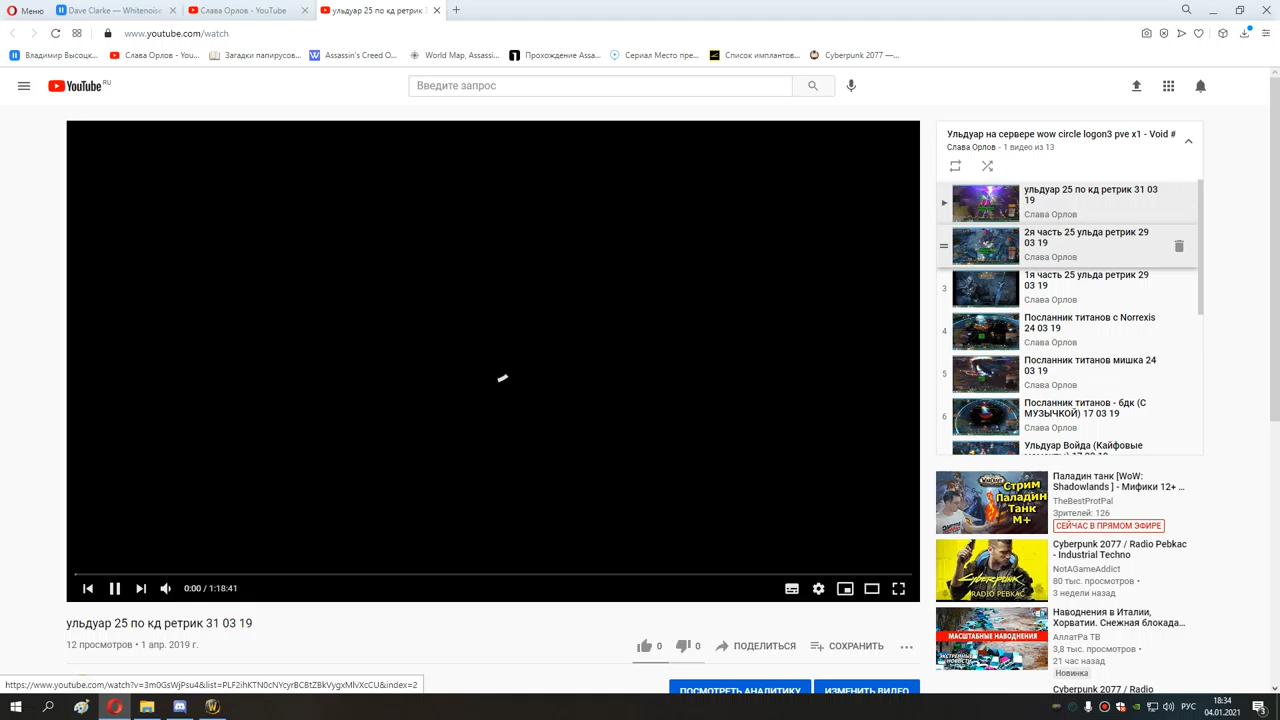 Меню
Dave Clarke — Whitenoise
Слава Орлов - YouTube
ульдуар 25 по кд ретрик 3
www.youtube.com/watch
Владимир Высоцк...
Слава Орлов - You...
Загадки папирусов...
Assassin's Creed O...
World Map, Assassi...
Прохождение Assa...
Сериал Место пре...
Список имплантов...
Cyberpunk 2077 —...
YouTube RU
Введите запрос
Ульдуар на сервере wow circle logon3 pve x1 - Void #
Слава Орлов - 1 видео из 13
ульдуар 25 по кд ретрик 31 03
19
Слава Орлов
2я часть 25 ульда ретрик 29
03 19
Слава Орлов
3
1я часть 25 ульда ретрик 29
03 19
Слава Орлов
4
Посланник титанов с Norrexis
24 03 19
Слава Орлов
5
Посланник титанов мишка 24
03 19
Слава Орлов
6
Посланник титанов - бдк (С
МУЗЫЧКОЙ) 17 03 19
Слава Орлов
Ульдуар Войда (Кайфовые
моменты) 17 03 19
0:00 / 1:18:41
ульдуар 25 по кд ретрик 31 03 19
12 просмотров • 1 апр. 2019 г.
0
0
ПОДЕЛИТЬСЯ
СОХРАНИТЬ
ПОСМОТРЕТЬ АНАЛИТИКУ
ИЗМЕНИТЬ ВИДЕО
Стрим
Паладин
Танк
М+
Паладин танк [WoW:
Shadowlands ] - Мифики 12+ ...
TheBestProtPal
Зрителей: 126
СЕЙЧАС В ПРЯМОМ ЭФИРЕ
Cyberpunk
RADIO PEBKAC
Cyberpunk 2077 / Radio Pebkac
- Industrial Techno
NotAGameAddict
80 тыс. просмотров •
3 недели назад
МАСШТАБНЫЕ НАВОДНЕНИЯ
ЭКСТРЕННЫЕ
НОВОСТИ
Наводнения в Италии,
Хорватии. Снежная блокада...
АллатРа ТВ
3,8 тыс. просмотров •
21 час назад
Новинка
Cyberpunk 2077 / Radio
https://www.youtube.com/watch?v=3m0GsWjPsu4&list=PLF2ihKTN0cNYcyrBCBtZBkVygxMlvXcCU&index=2
РУС
18:34
04.01.2021
3